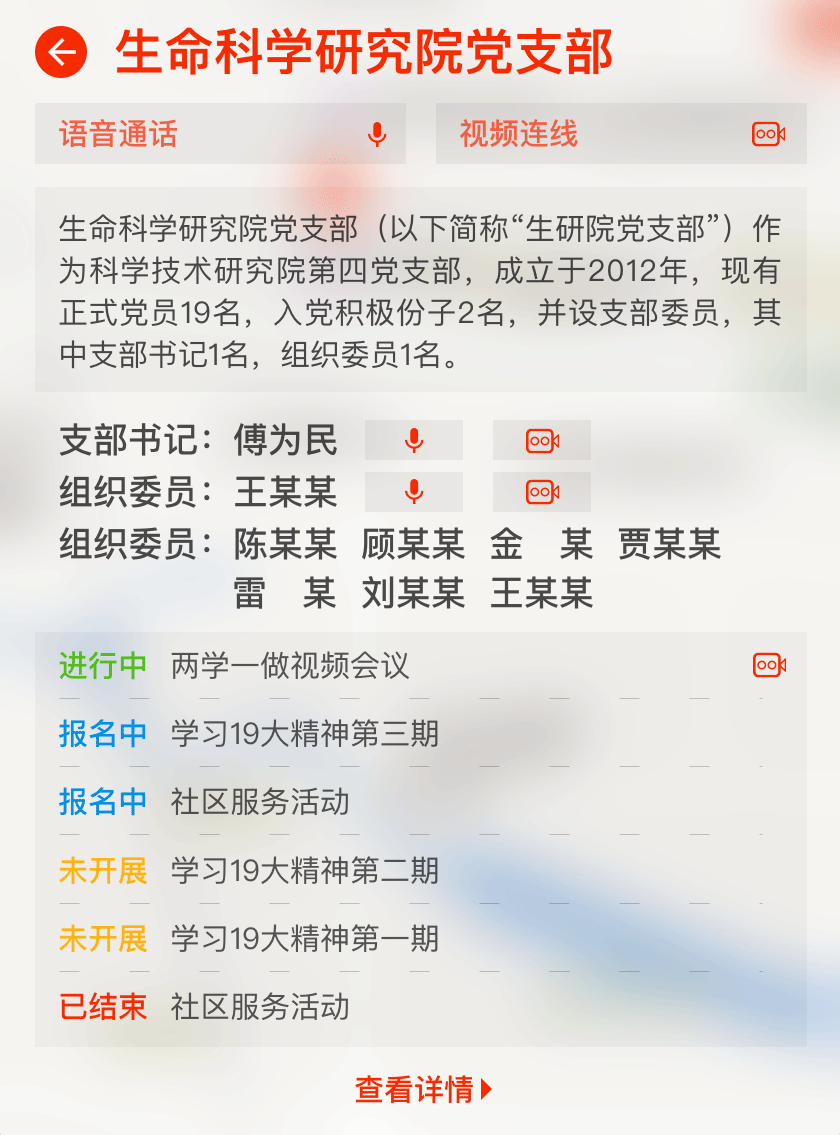 生命科学研究院党支部
语音通话
视频连线
生命科学研究院党支部（以下简称“生研院党支部”）作
为科学技术研究院第四党支部，成立于2012年，现有
正式党员19名，入党积极份子2名，并设支部委员，其
中支部书记1名，组织委员1名。
支部书记：傅为民
组织委员：王某某
组织委员：陈某某 顾某某 金　某 贾某某
雷　某 刘某某 王某某
进行中 两学一做视频会议
报名中 学习19大精神第三期
报名中 社区服务活动
未开展 学习19大精神第二期
未开展 学习19大精神第一期
已结束 社区服务活动
查看详情